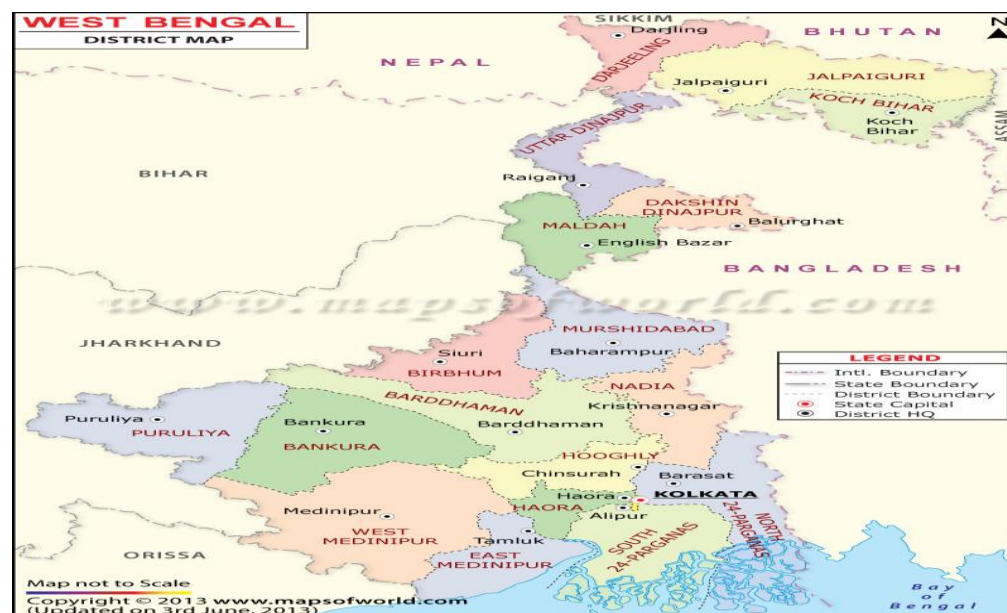 WEST BENGAL
DISTRICT MAP
SIKKIM
N
Darjling
BHUTAN
NEPAL
DARJEELING
Jalpaiguri
JALPAIGURI
KOCH BIHAR
Koch
Bihar
ASSAM
UTTAR DINAJPUR
BIHAR
Raiganj
DAKSHIN
DINAJPUR
Balurghat
MALDAH
English Bazar
BANGLADESH
www.mapsofworld.com
MURSHIDABAD
Baharampur
JHARKHAND
Siuri
BIRBHUM
LEGEND
Intl. Boundary
State Boundary
District Boundary
State Capital
District HQ
NADIA
Krishnanagar
BARDDHAMAN
Barddhaman
Puruliya
PURULIYA
Bankura
BANKURA
HOOGHLY
Chinsurah
Barasat
Haora
KOLKATA
HAORA
Alipur
Medinipur
WEST
MEDINIPUR
Tamluk
EAST
MEDINIPUR
SOUTH
24-PARGANAS
NORTH
24-PARGANAS
ORISSA
Bay
of
Bengal
Map not to Scale
Copyright © 2013 www.mapsofworld.com
(Updated on 3rd June, 2013)